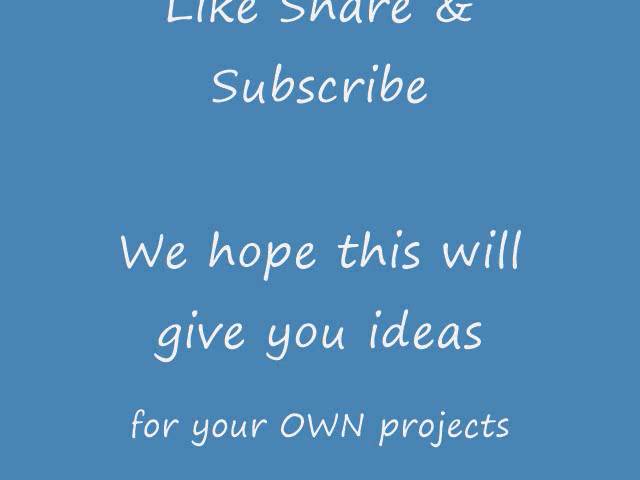 Like Share &
Subscribe
We hope this will
give you ideas
for your OWN projects